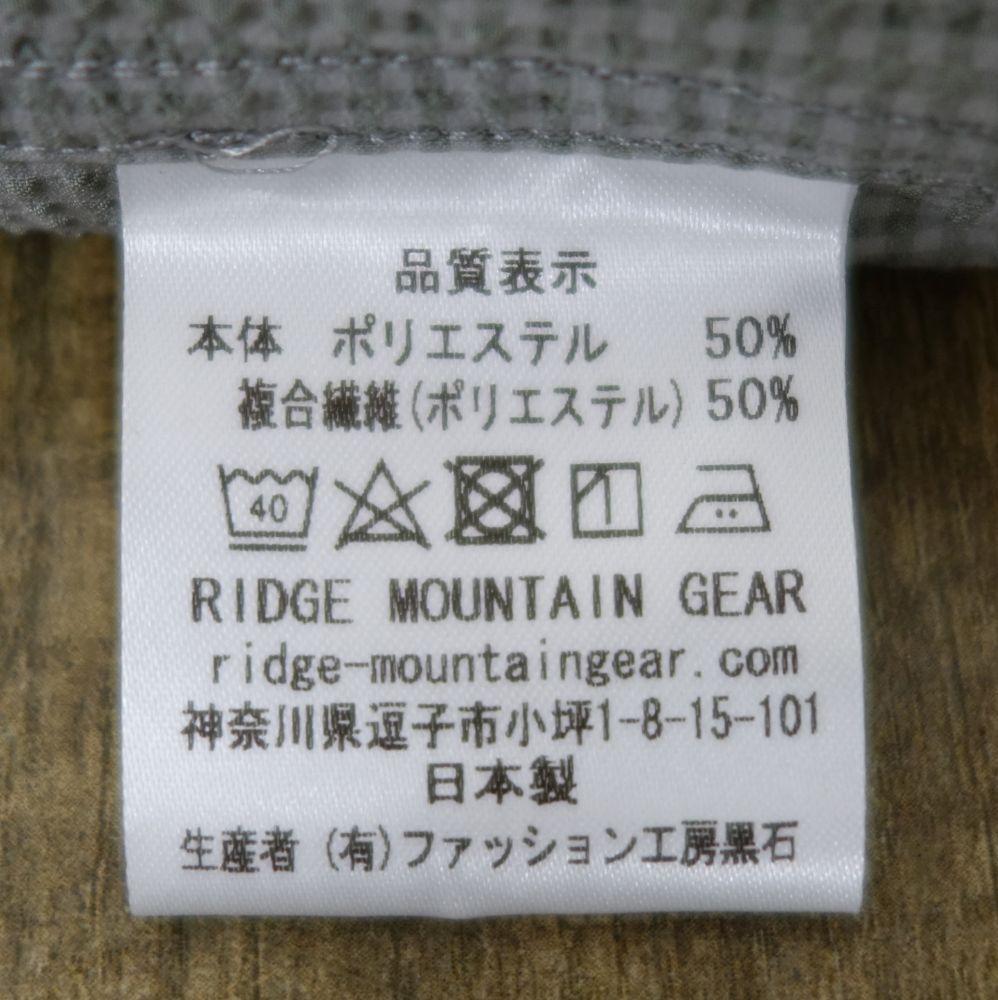 品質表示
本体 ポリエステル 50%
複合繊維(ポリエステル) 50%
40
RIDGE MOUNTAIN GEAR
ridge-mountaingear.com
神奈川県逗子市小坪1-8-15-101
日本製
生産者 (有)ファッション工房黒石